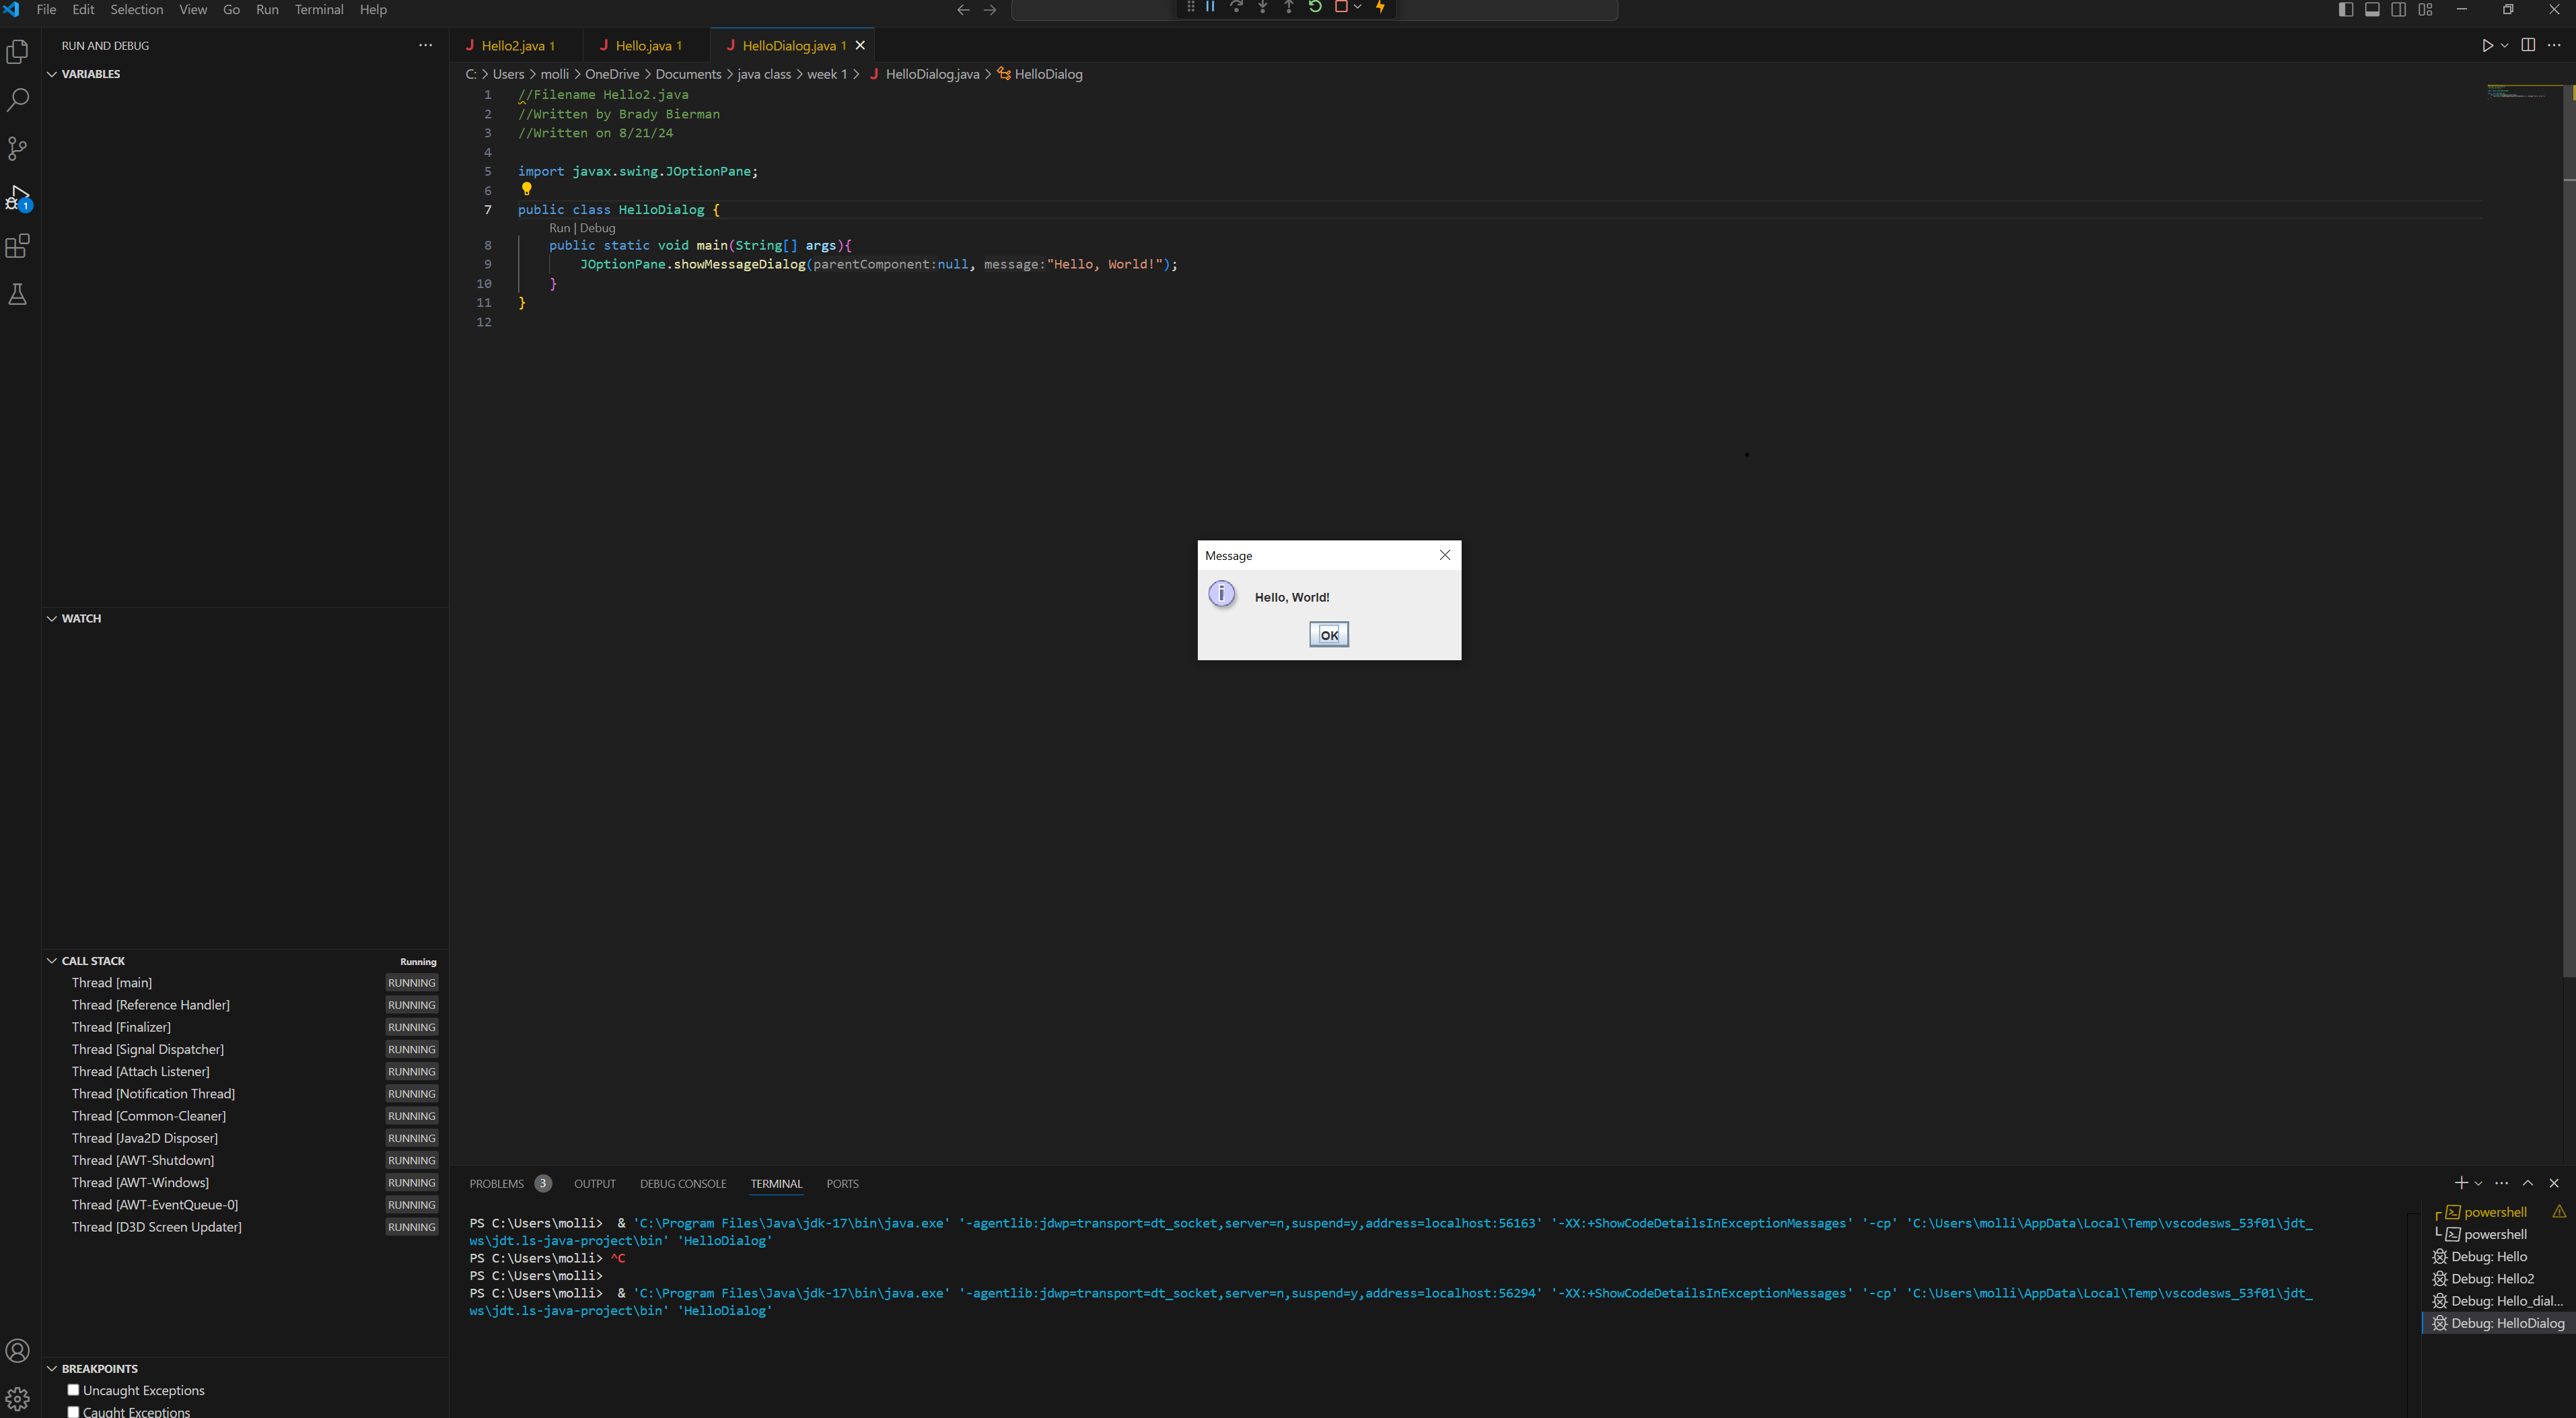 File Edit Selection View Go Run Terminal Help
RUN AND DEBUG
VARIABLES
WATCH
CALL STACK Running
Thread [main] RUNNING
Thread [Reference Handler] RUNNING
Thread [Finalizer] RUNNING
Thread [Signal Dispatcher] RUNNING
Thread [Attach Listener] RUNNING
Thread [Notification Thread] RUNNING
Thread [Common-Cleaner] RUNNING
Thread [Java2D Disposer] RUNNING
Thread [AWT-Shutdown] RUNNING
Thread [AWT-Windows] RUNNING
Thread [AWT-EventQueue-0] RUNNING
Thread [D3D Screen Updater] RUNNING
BREAKPOINTS
Uncaught Exceptions
Caught Exceptions
1
J Hello2.java 1 J Hello.java 1 J HelloDialog.java 1
C: > Users > molli > OneDrive > Documents > java class > week 1 > J HelloDialog.java > HelloDialog
1 //Filename Hello2.java
2 //Written by Brady Bierman
3 //Written on 8/21/24
4
5 import javax.swing.JOptionPane;
6
7 public class HelloDialog {
Run | Debug
8 public static void main(String[] args){
9 JOptionPane.showMessageDialog(parentComponent:null, message:"Hello, World!");
10 }
11 }
12
Message
i Hello, World!
OK
PROBLEMS 3 OUTPUT DEBUG CONSOLE TERMINAL PORTS
PS C:\Users\molli>  & 'C:\Program Files\Java\jdk-17\bin\java.exe' '-agentlib:jdwp=transport=dt_socket,server=n,suspend=y,address=localhost:56163' '-XX:+ShowCodeDetailsInExceptionMessages' '-cp' 'C:\Users\molli\AppData\Local\Temp\vscodesws_53f01\jdt_
ws\jdt.ls-java-project\bin' 'HelloDialog'
PS C:\Users\molli> ^C
PS C:\Users\molli>
PS C:\Users\molli>  & 'C:\Program Files\Java\jdk-17\bin\java.exe' '-agentlib:jdwp=transport=dt_socket,server=n,suspend=y,address=localhost:56294' '-XX:+ShowCodeDetailsInExceptionMessages' '-cp' 'C:\Users\molli\AppData\Local\Temp\vscodesws_53f01\jdt_
ws\jdt.ls-java-project\bin' 'HelloDialog'
powershell
powershell
Debug: Hello
Debug: Hello2
Debug: Hello_dial...
Debug: HelloDialog